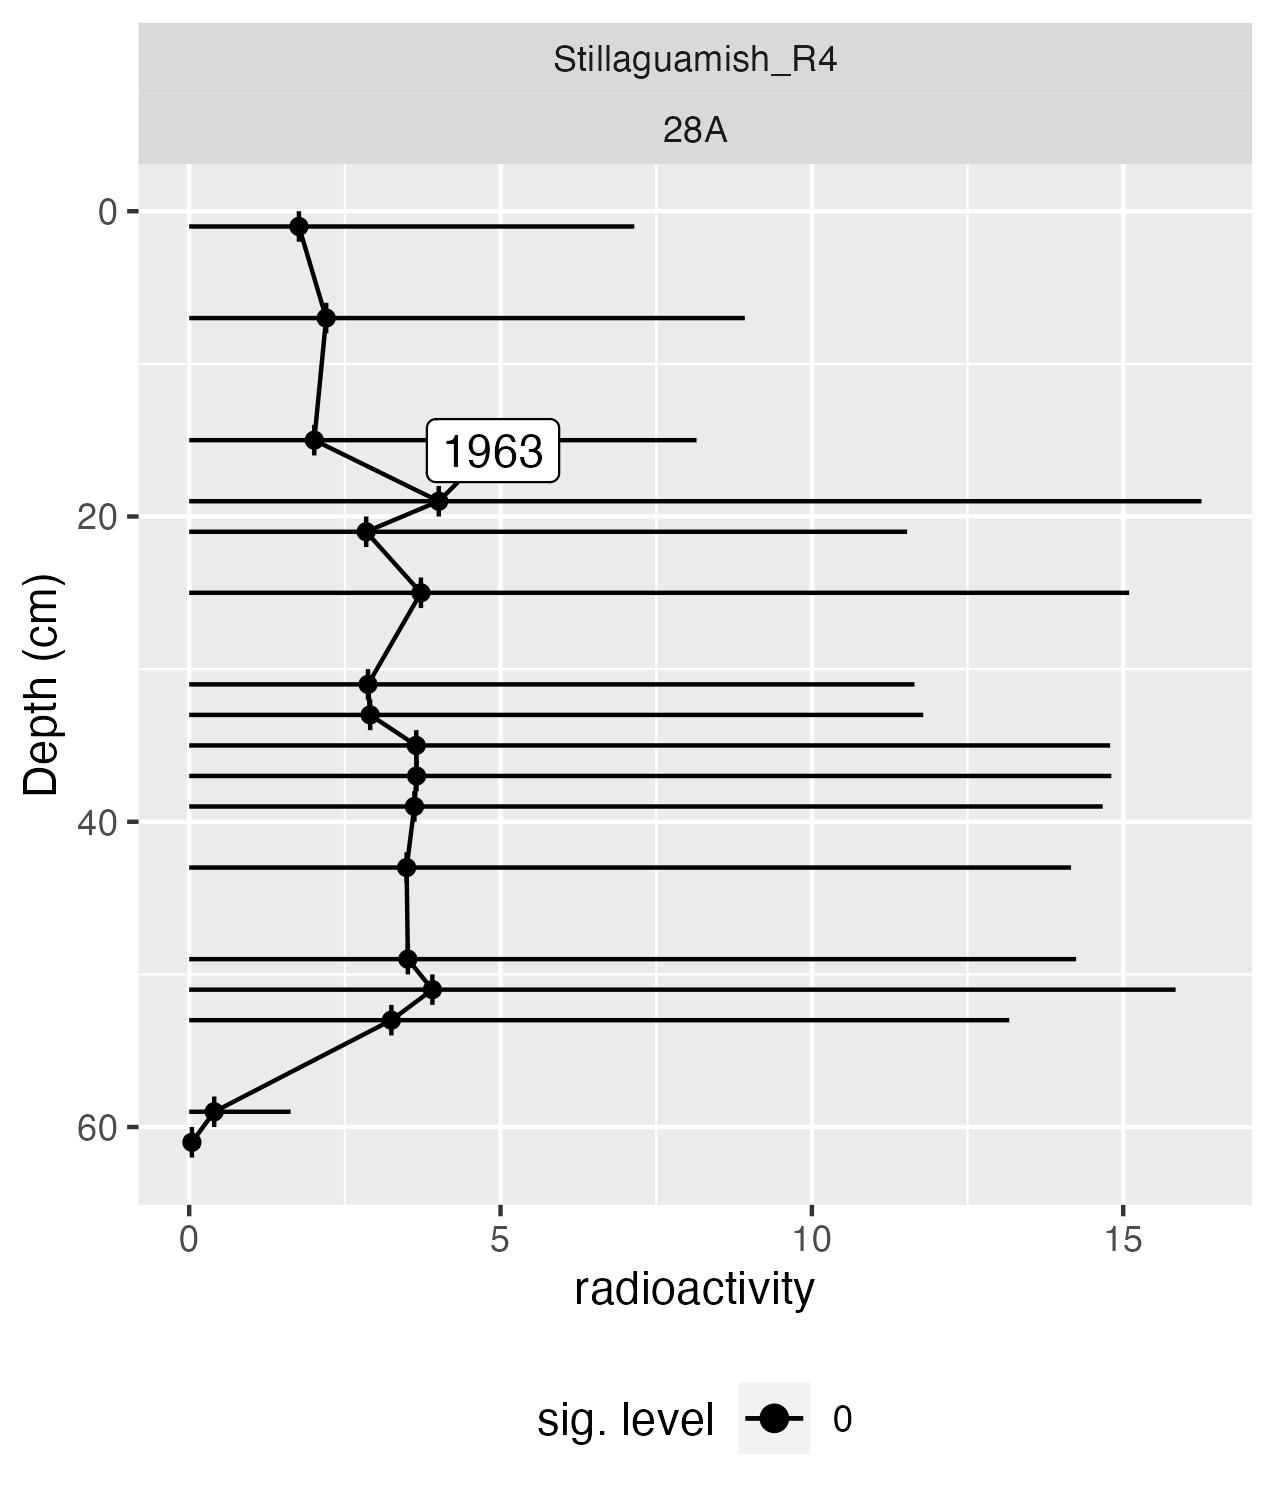 Stillaguamish_R4
28A
0
1963
20
Depth (cm)
40
60
0 5 10 15
radioactivity
sig. level 0